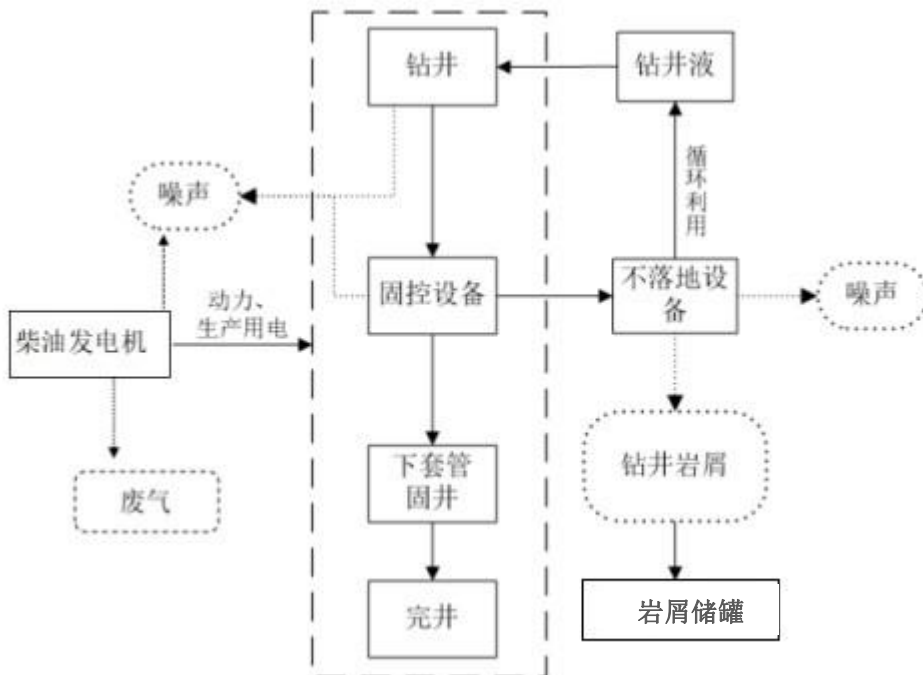 钻井
钻井液
循环利用
噪声
固控设备
不落地设
备
噪声
动力、
生产用电
柴油发电机
下套管
固井
钻井岩屑
废气
完井
岩屑储罐